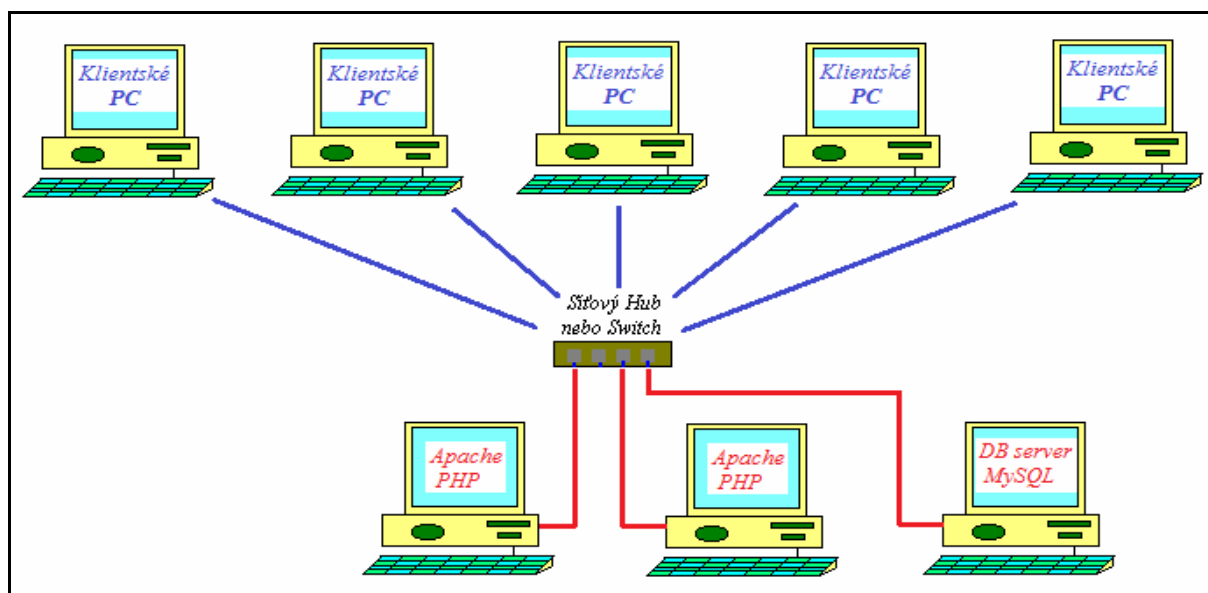 Klientské
PC
Klientské
PC
Klientské
PC
Klientské
PC
Klientské
PC
Síťový Hub
nebo Switch
Apache
PHP
Apache
PHP
DB server
MySQL